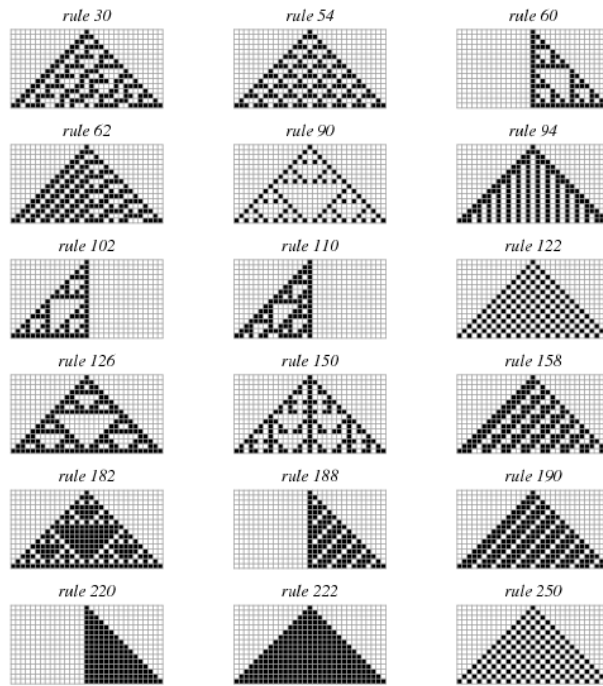 rule 30 rule 54 rule 60
rule 62 rule 90 rule 94
rule 102 rule 110 rule 122
rule 126 rule 150 rule 158
rule 182 rule 188 rule 190
rule 220 rule 222 rule 250